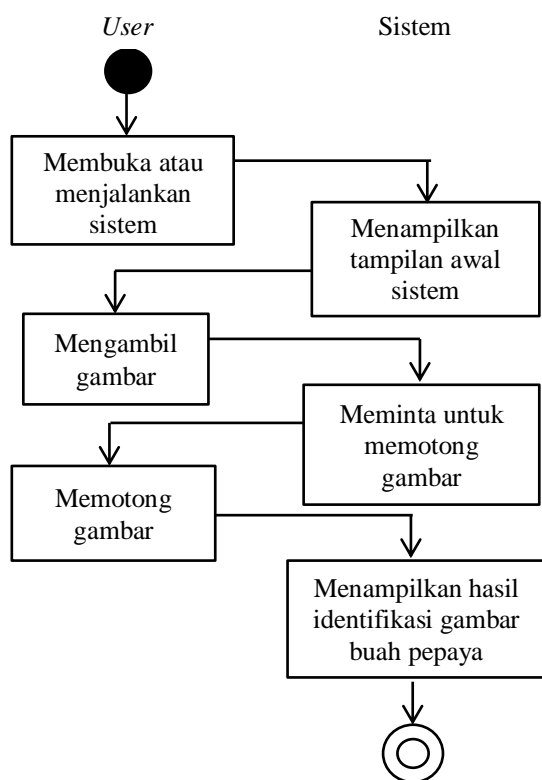 User
Sistem
Membuka atau
menjalankan
sistem
Menampilkan
tampilan awal
sistem
Mengambil
gambar
Meminta untuk
memotong
gambar
Memotong
gambar
Menampilkan hasil
identifikasi gambar
buah pepaya